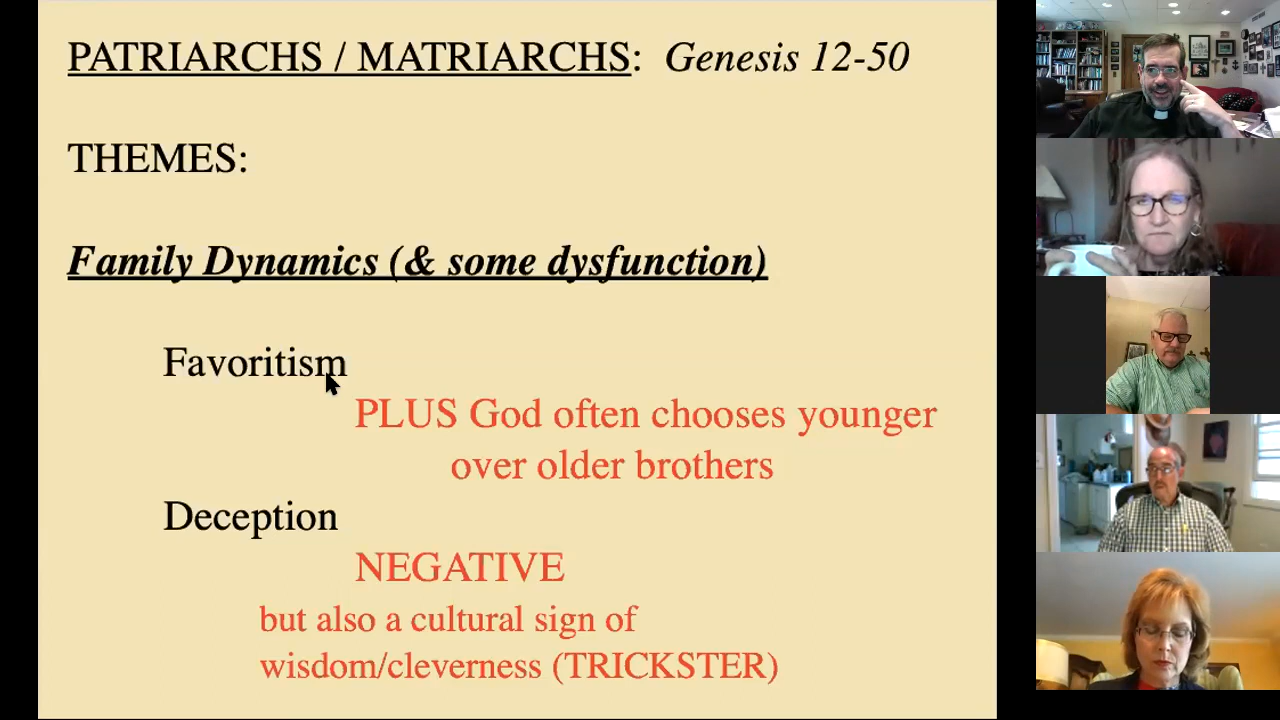 PATRIARCHS / MATRIARCHS: Genesis 12-50
THEMES:
Family Dynamics (& some dysfunction)
Favoritism
PLUS God often chooses younger
over older brothers
Deception
NEGATIVE
but also a cultural sign of
wisdom/cleverness (TRICKSTER)